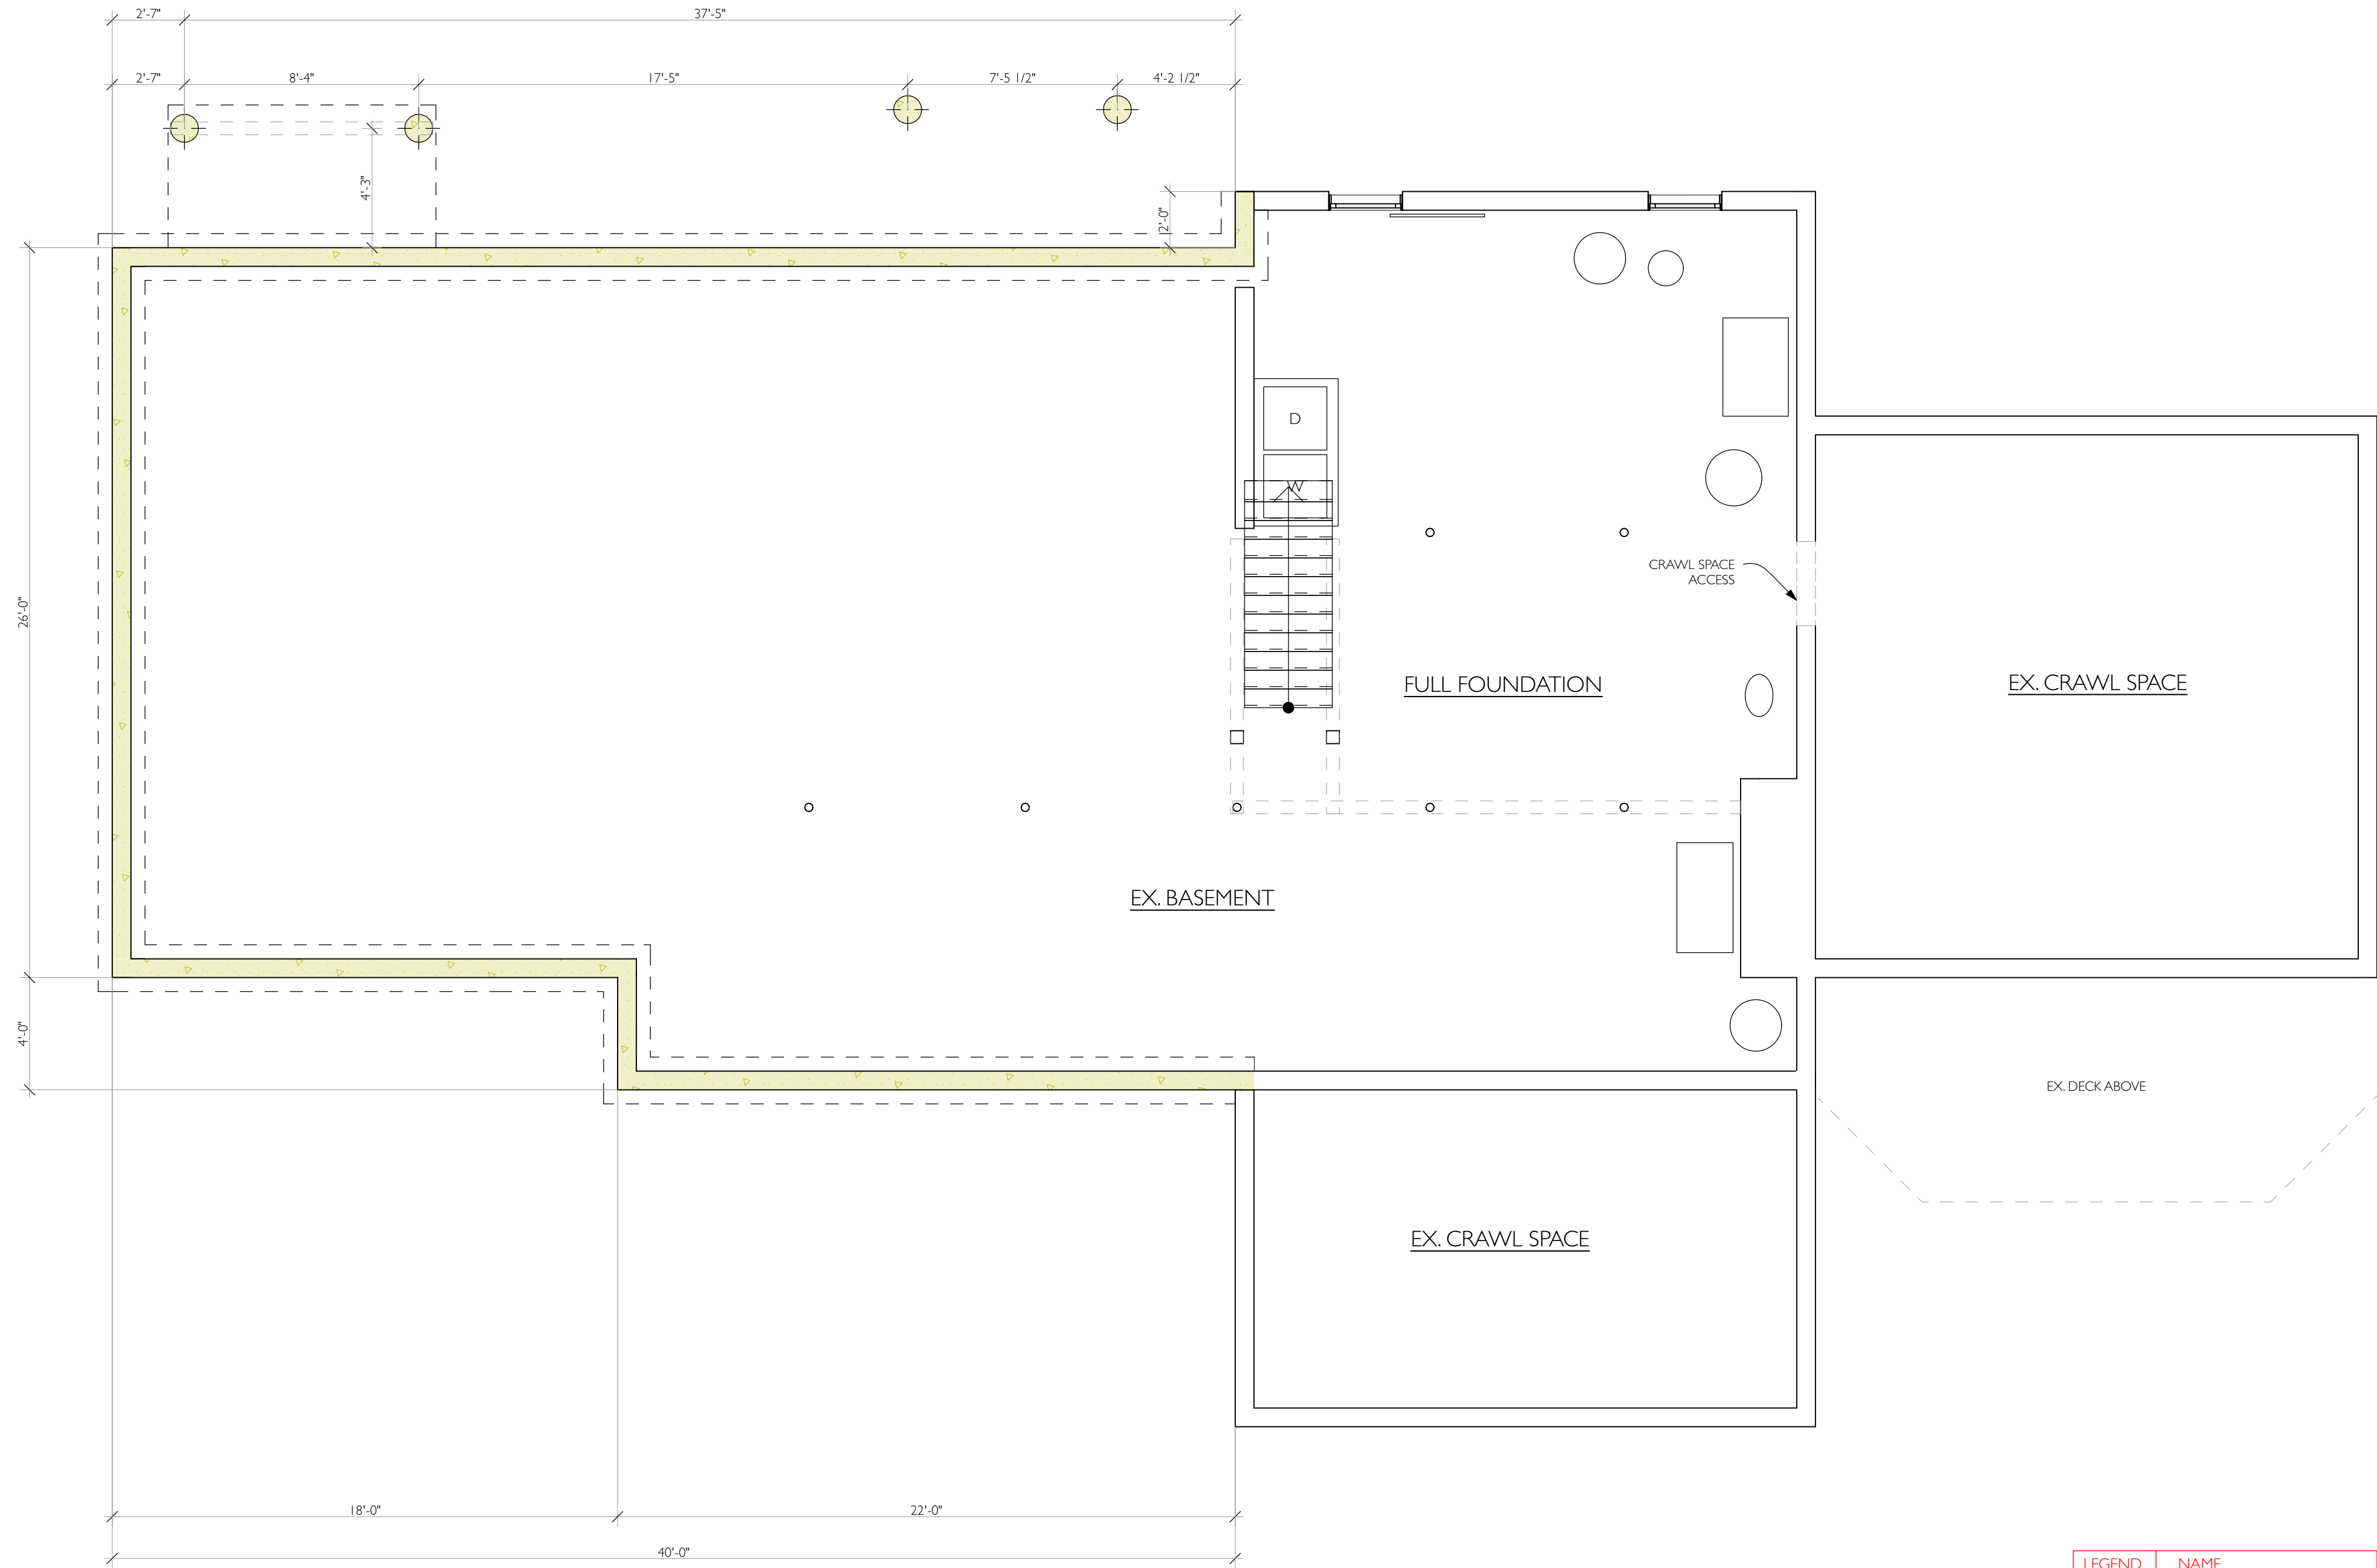 2'-7"
37'-5"
2'-7"
8'-4"
17'-5"
7'-5 1/2"
4'-2 1/2"
4'-3"
2'-0"
D
W
CRAWL SPACE
ACCESS
26'-0"
FULL FOUNDATION
EX. CRAWL SPACE
EX. BASEMENT
4'-0"
EX. DECK ABOVE
EX. CRAWL SPACE
18'-0"
22'-0"
40'-0"
LEGEND NAME